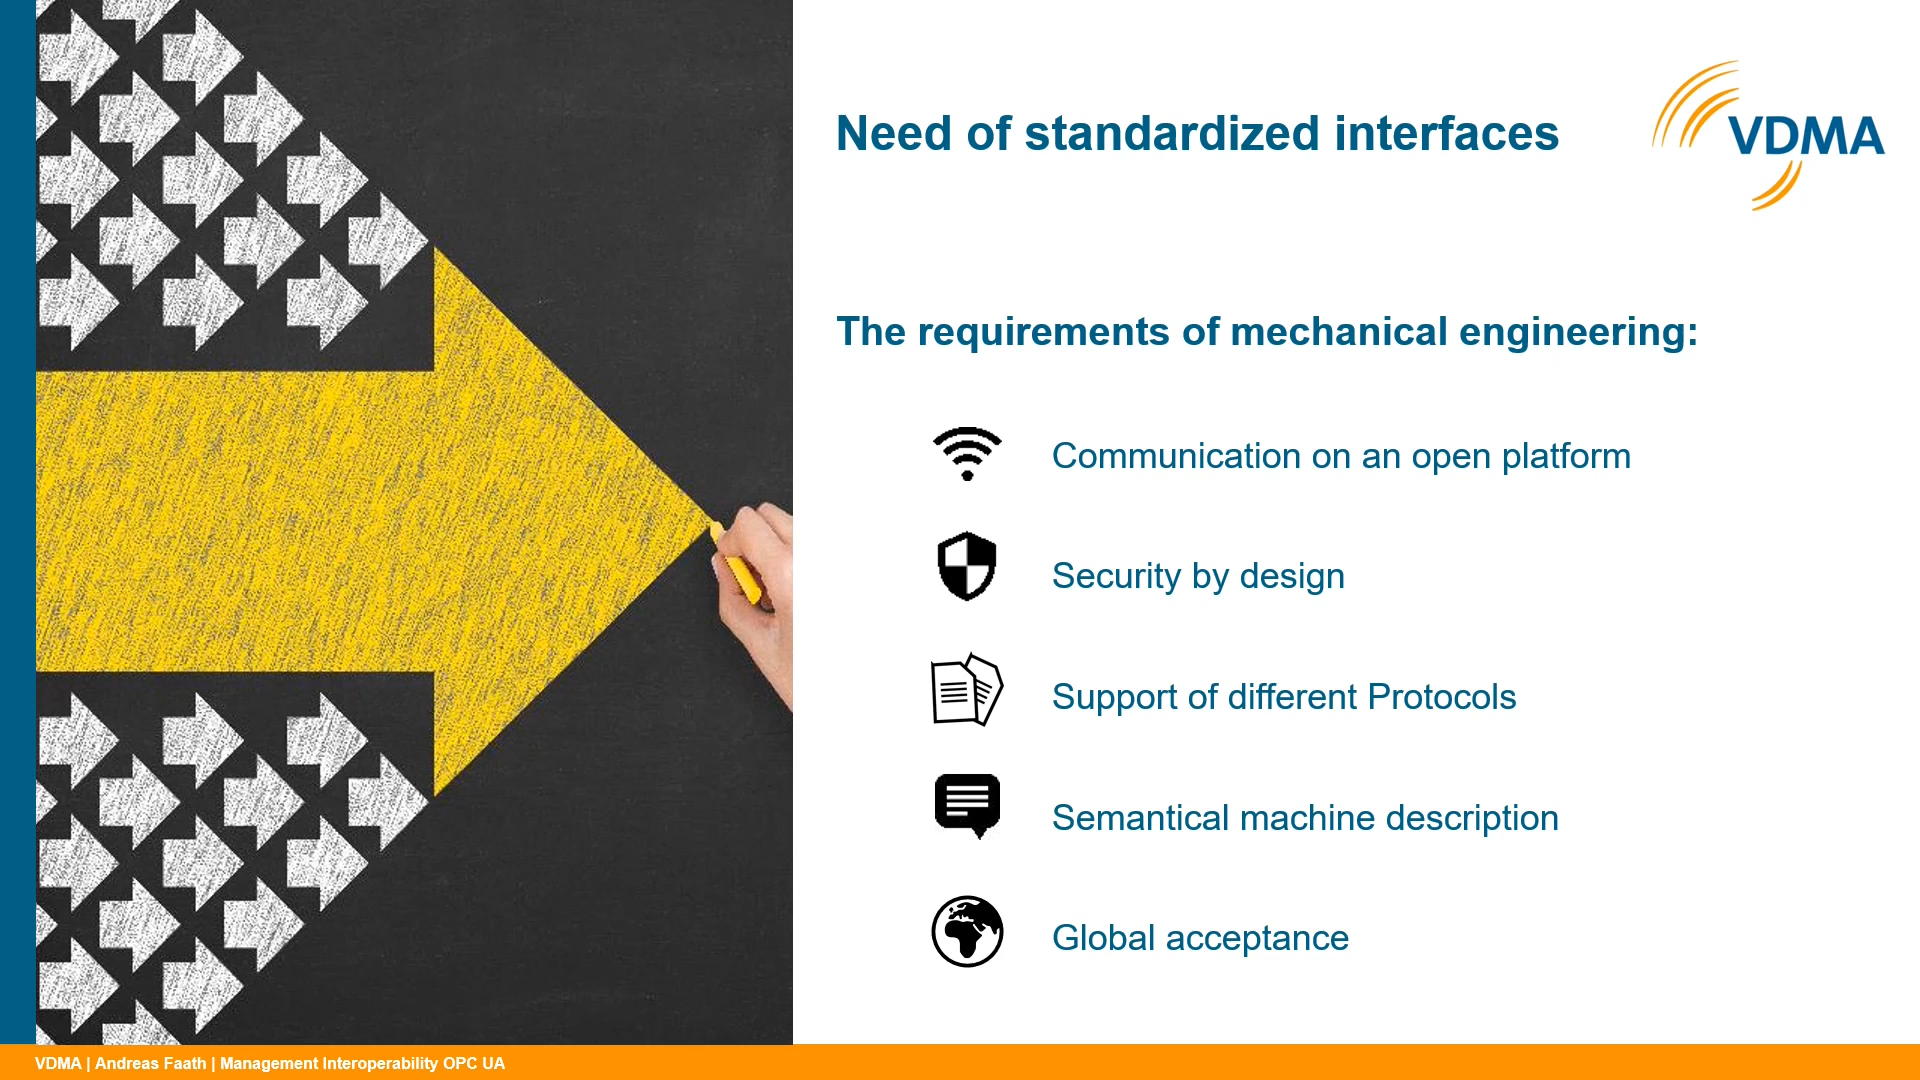 Need of standardized interfaces
VDMA
The requirements of mechanical engineering:
Communication on an open platform
Security by design
Support of different Protocols
Semantical machine description
Global acceptance
VDMA | Andreas Faath | Management Interoperability OPC UA